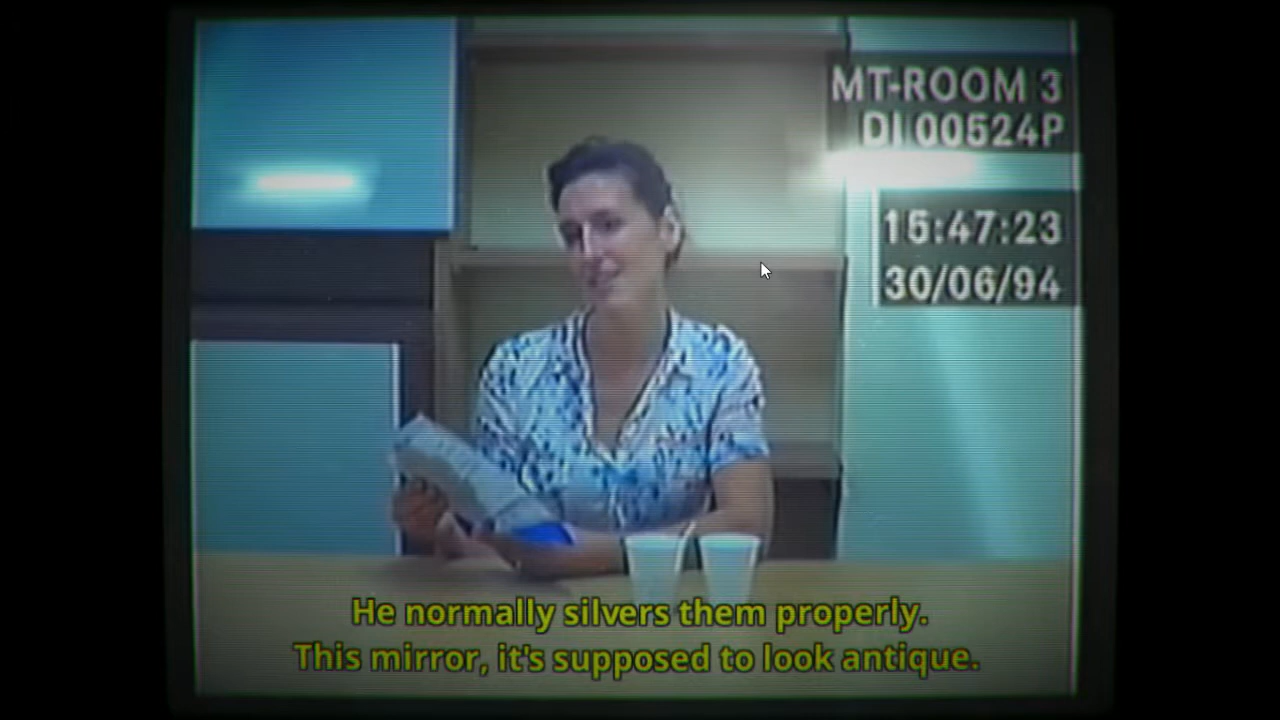 MT-ROOM 3
DI 00524P
15:47:23
30/06/94
He normally silvers them properly.
This mirror, it's supposed to look antique.